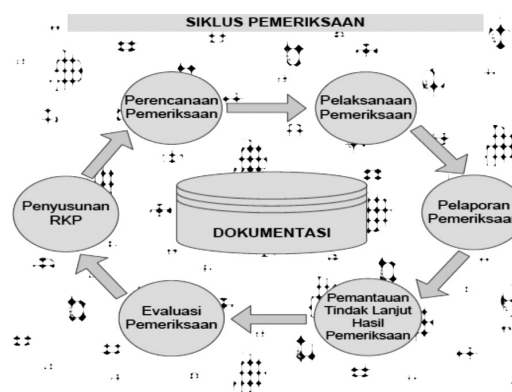 SIKLUS PEMERIKSAAN
Perencanaan
Pemeriksaan
Pelaksanaan
Pemeriksaan
Pelaporan
Pemeriksaa
Pemantauan
Tindak Lanjut
Hasil
Pemeriksaan
Evaluasi
Pemeriksaan
Penyusunan
RKP
DOKUMENTASI